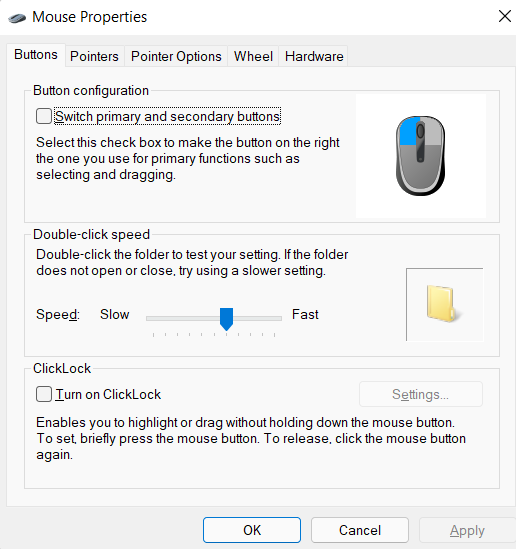 Mouse Properties
Buttons Pointers Pointer Options Wheel Hardware
Button configuration
Switch primary and secondary buttons
Select this check box to make the button on the right
the one you use for primary functions such as
selecting and dragging.
Double-click speed
Double-click the folder to test your setting. If the folder
does not open or close, try using a slower setting.
Speed: Slow Fast
ClickLock
Turn on ClickLock
Settings...
Enables you to highlight or drag without holding down the mouse button.
To set, briefly press the mouse button. To release, click the mouse button
again.
OK Cancel Apply